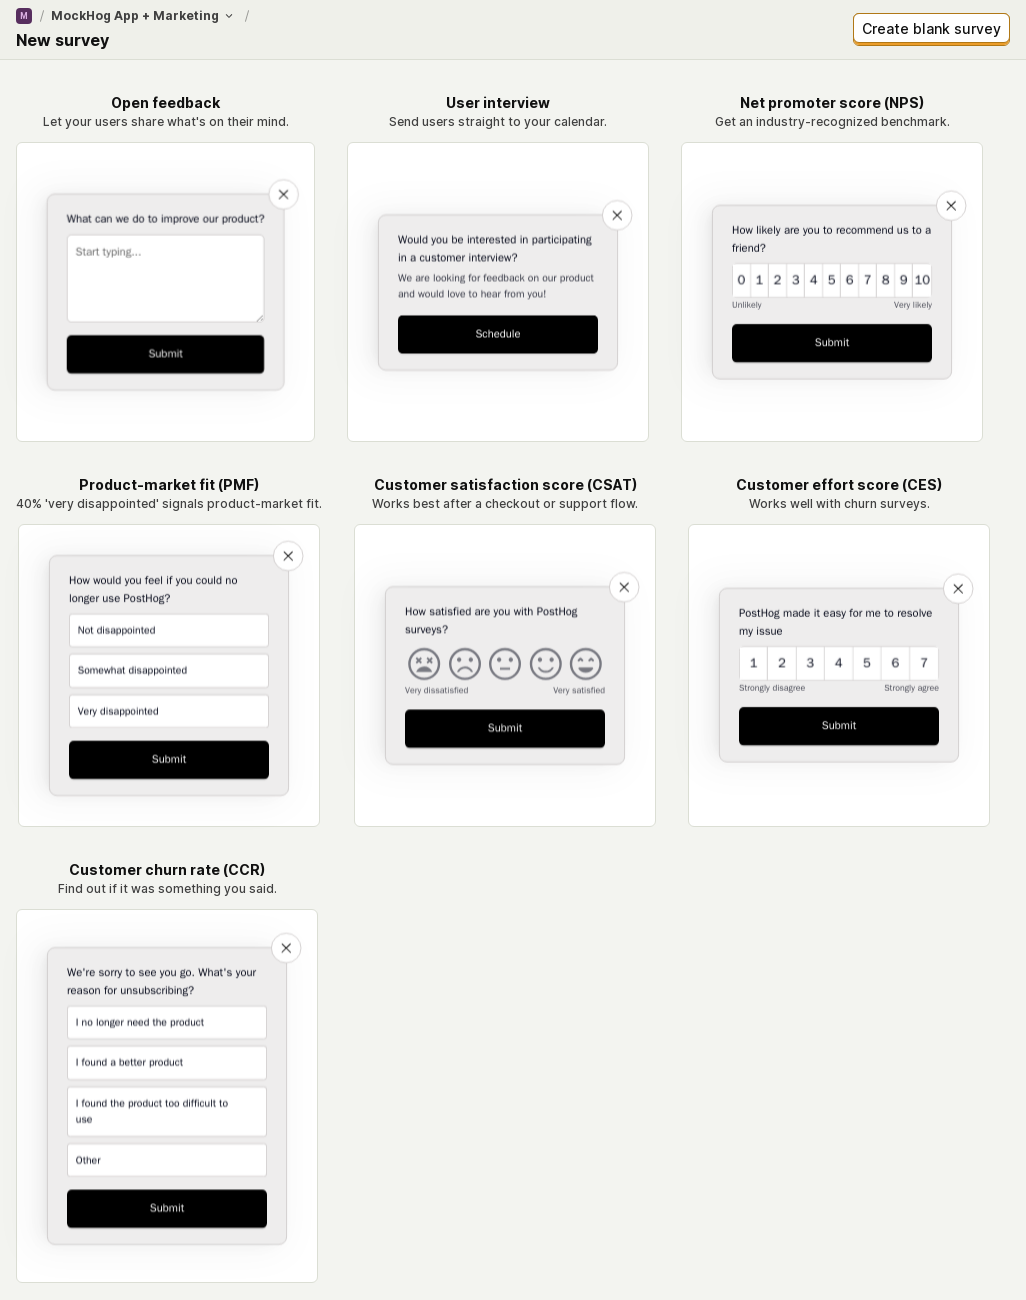 M / MockHog App + Marketing /
New survey
Create blank survey
Open feedback
Let your users share what's on their mind.
What can we do to improve our product?
Start typing...
Submit
User interview
Send users straight to your calendar.
Would you be interested in participating
in a customer interview?
We are looking for feedback on our product
and would love to hear from you!
Schedule
Net promoter score (NPS)
Get an industry-recognized benchmark.
How likely are you to recommend us to a
friend?
0 1 2 3 4 5 6 7 8 9 10
Unlikely Very likely
Submit
Product-market fit (PMF)
40% 'very disappointed' signals product-market fit.
How would you feel if you could no
longer use PostHog?
Not disappointed
Somewhat disappointed
Very disappointed
Submit
Customer satisfaction score (CSAT)
Works best after a checkout or support flow.
How satisfied are you with PostHog
surveys?
Very dissatisfied Very satisfied
Submit
Customer effort score (CES)
Works well with churn surveys.
PostHog made it easy for me to resolve
my issue
1 2 3 4 5 6 7
Strongly disagree Strongly agree
Submit
Customer churn rate (CCR)
Find out if it was something you said.
We're sorry to see you go. What's your
reason for unsubscribing?
I no longer need the product
I found a better product
I found the product too difficult to
use
Other
Submit